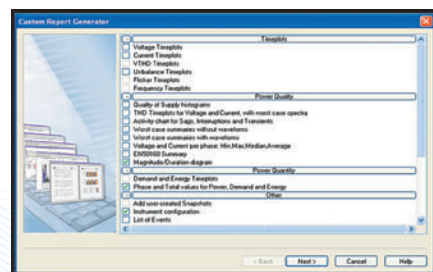 Custom Report Generator
Timeplots
Voltage Timeplots
Current Timeplots
VTHD Timeplots
Unbalance Timeplots
Flicker Timeplots
Frequency Timeplots
Power Quality
Quality of Supply histograms
THD Timeplots for Voltage and Current, with worst case spectra
Activity chart for Sags, Interruptions and Transients
Worst case summaries without waveforms
Worst case summaries with waveforms
Voltage and Current per phase: Min,Max,Median,Average
EN50160 Summary
Magnitude/Duration diagram
Power Quantity
Demand and Energy Timeplots
Phase and Total values for Power, Demand and Energy
Other
Add user-created Snapshots
Instrument configuration
List of Events
< Back
Next >
Cancel
Help